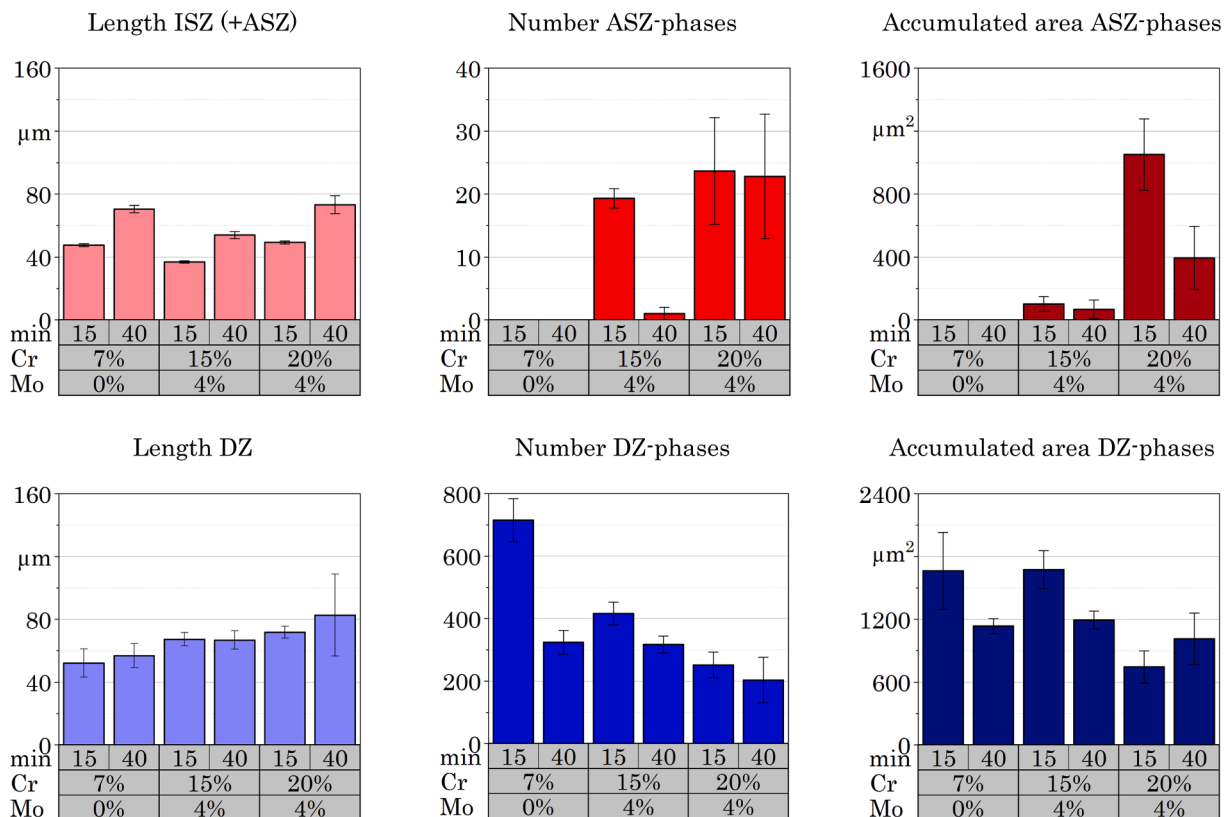 Length ISZ (+ASZ)
160
µm
80
40
0
min 15 40 15 40 15 40
Cr 7% 15% 20%
Mo 0% 4% 4%
Number ASZ-phases
40
30
20
10
0
min 15 40 15 40 15 40
Cr 7% 15% 20%
Mo 0% 4% 4%
Accumulated area ASZ-phases
1600
µm²
800
400
0
min 15 40 15 40 15 40
Cr 7% 15% 20%
Mo 0% 4% 4%
Length DZ
160
µm
80
40
0
min 15 40 15 40 15 40
Cr 7% 15% 20%
Mo 0% 4% 4%
Number DZ-phases
800
600
400
200
0
min 15 40 15 40 15 40
Cr 7% 15% 20%
Mo 0% 4% 4%
Accumulated area DZ-phases
2400
µm²
1200
600
0
min 15 40 15 40 15 40
Cr 7% 15% 20%
Mo 0% 4% 4%